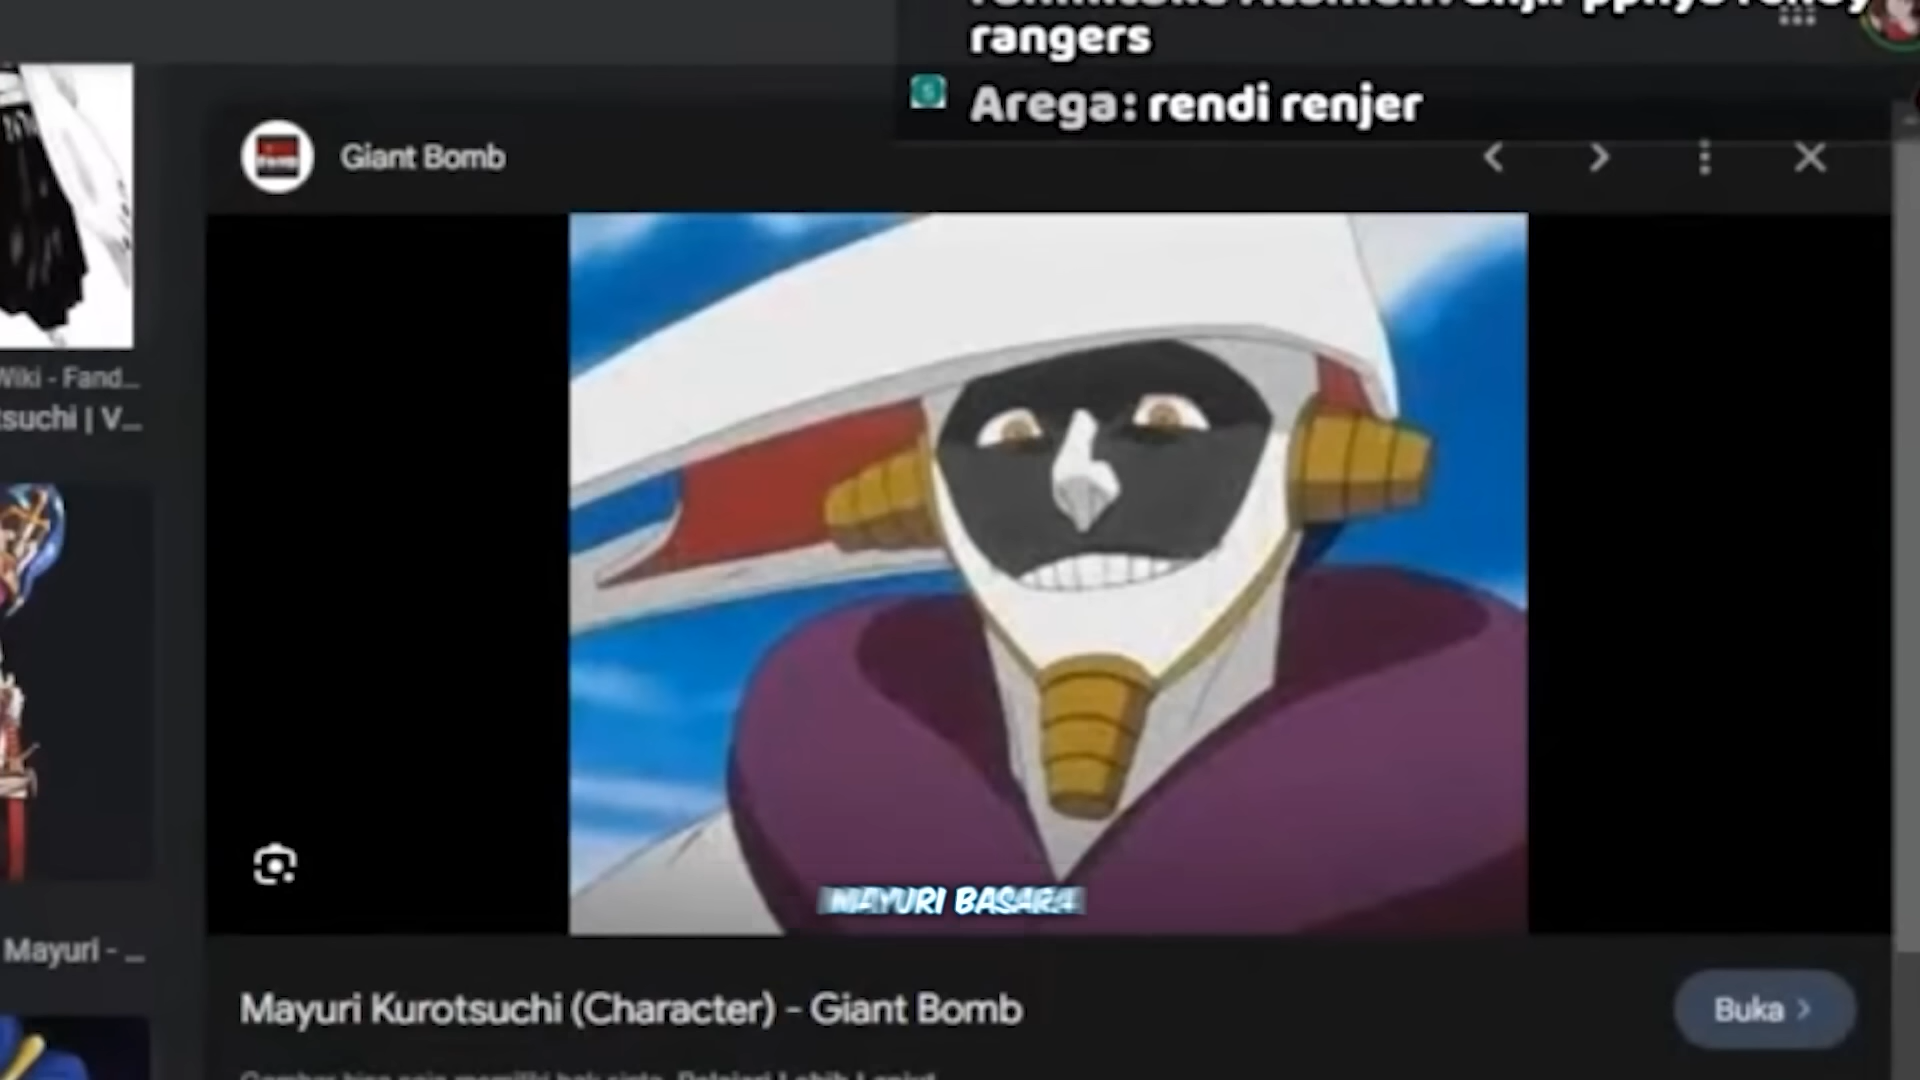 rangers
Arega: rendi renjer
Giant Bomb
Wiki - Fand...
tsuchi | V...
MAYURI BASARA
Mayuri - ...
Mayuri Kurotsuchi (Character) - Giant Bomb
Buka